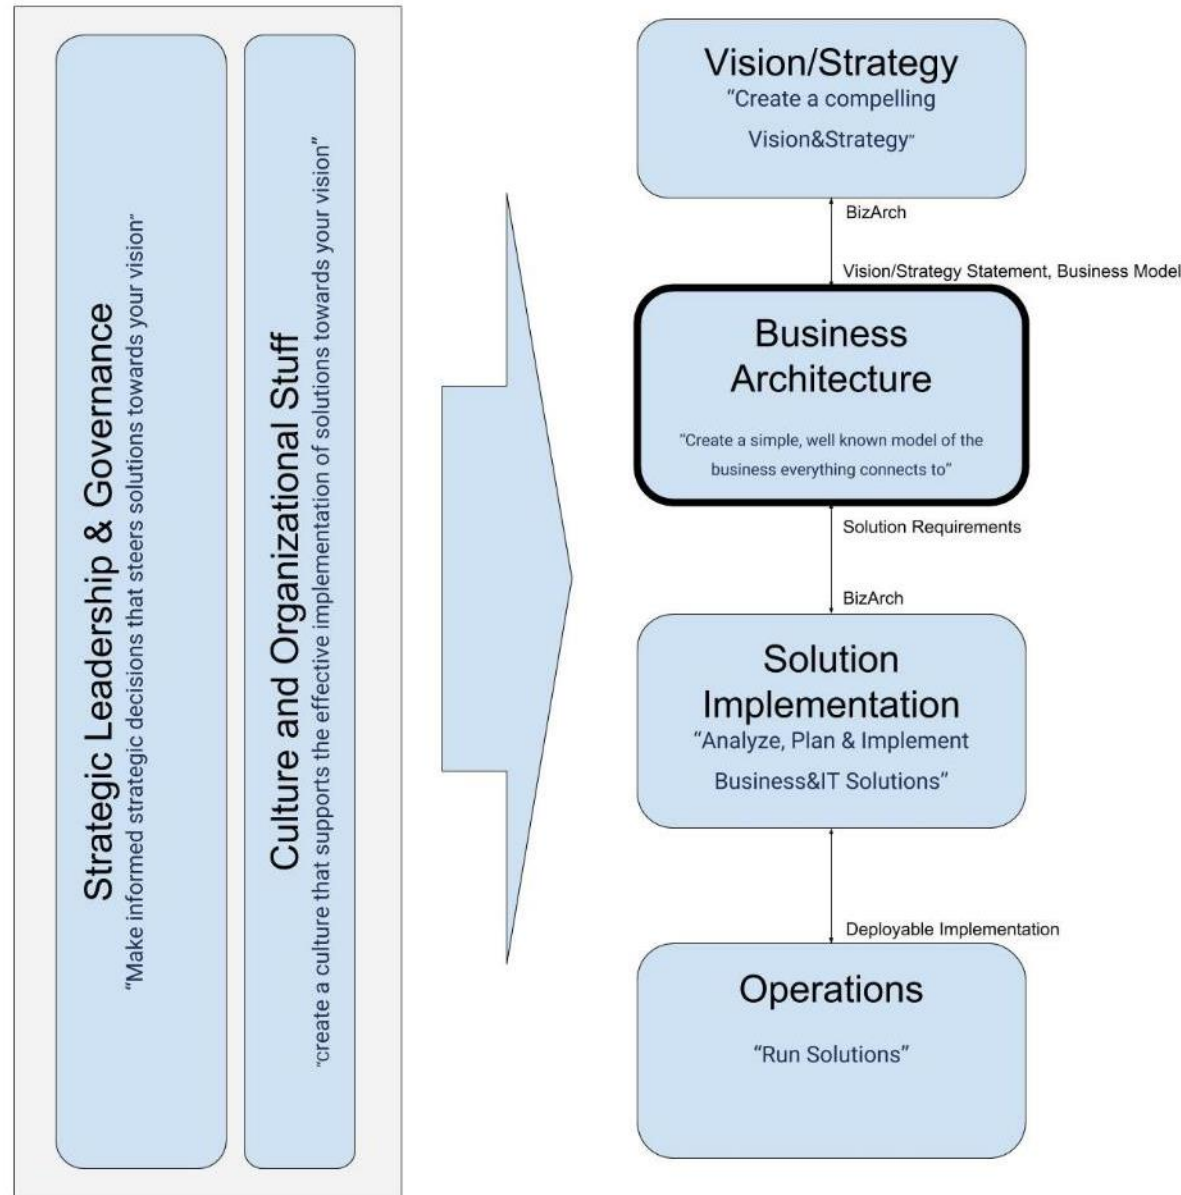 Strategic Leadership & Governance
“Make informed strategic decisions that steers solutions towards your vision”
Culture and Organizational Stuff
“create a culture that supports the effective implementation of solutions towards your vision”
Vision/Strategy
“Create a compelling
Vision&Strategy”
BizArch
Vision/Strategy Statement, Business Model
Business
Architecture
“Create a simple, well known model of the
business everything connects to”
Solution Requirements
BizArch
Solution
Implementation
“Analyze, Plan & Implement
Business&IT Solutions”
Deployable Implementation
Operations
“Run Solutions”